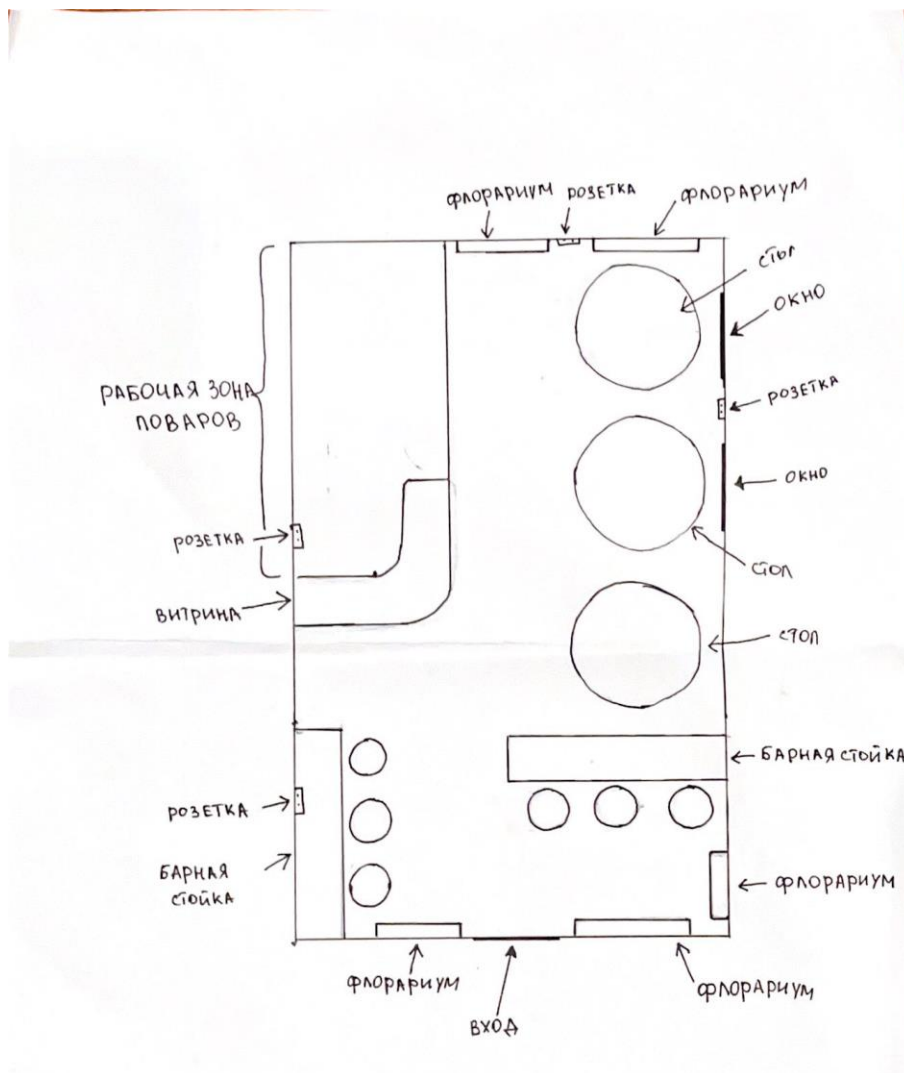 ФЛОРАРИУМ
РОЗЕТКА
ФЛОРАРИУМ
СТОЛ
ОКНО
РАБОЧАЯ ЗОНА
ПОВАРОВ
РОЗЕТКА
ОКНО
РОЗЕТКА
СТОЛ
ВИТРИНА
СТОЛ
БАРНАЯ СТОЙКА
РОЗЕТКА
БАРНАЯ
СТОЙКА
ФЛОРАРИУМ
ФЛОРАРИУМ
ФЛОРАРИУМ
ВХОД